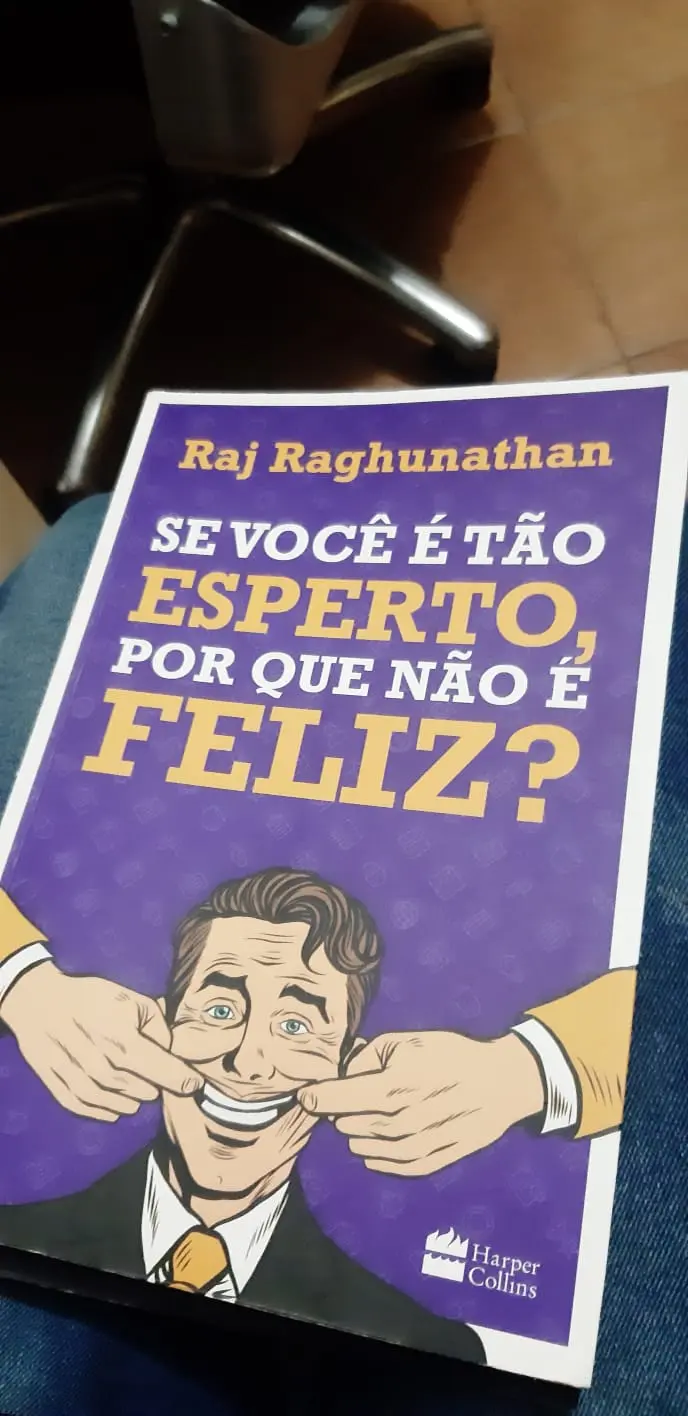 Raj Raghunathan
SE VOCÊ É TÃO
ESPERTO,
POR QUE NÃO É
FELIZ?
Harper
Collins